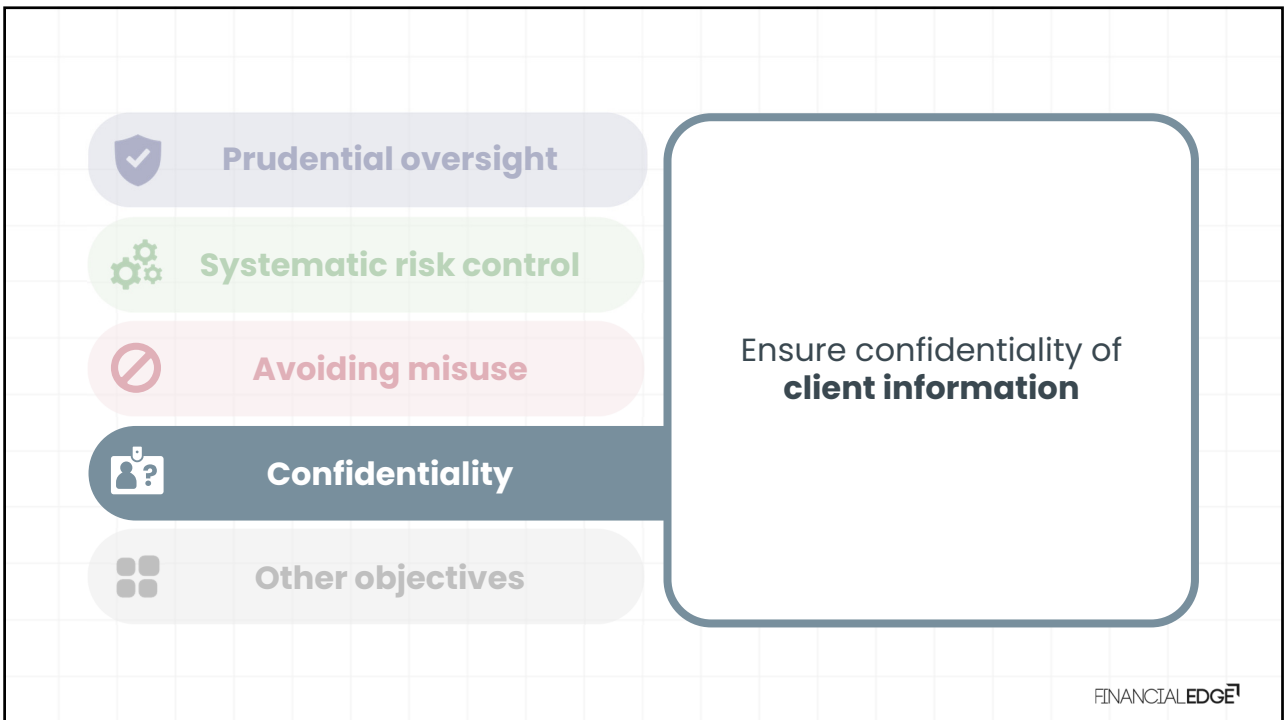 Prudential oversight
Systematic risk control
Avoiding misuse
Confidentiality
Other objectives
Ensure confidentiality of
client information
FINANCIALEDGE